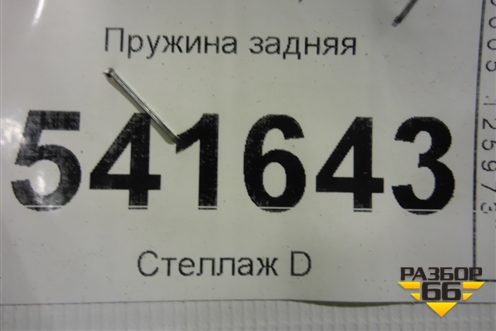 Пружина задняя
541643
Стеллаж D
РАЗБОР
66